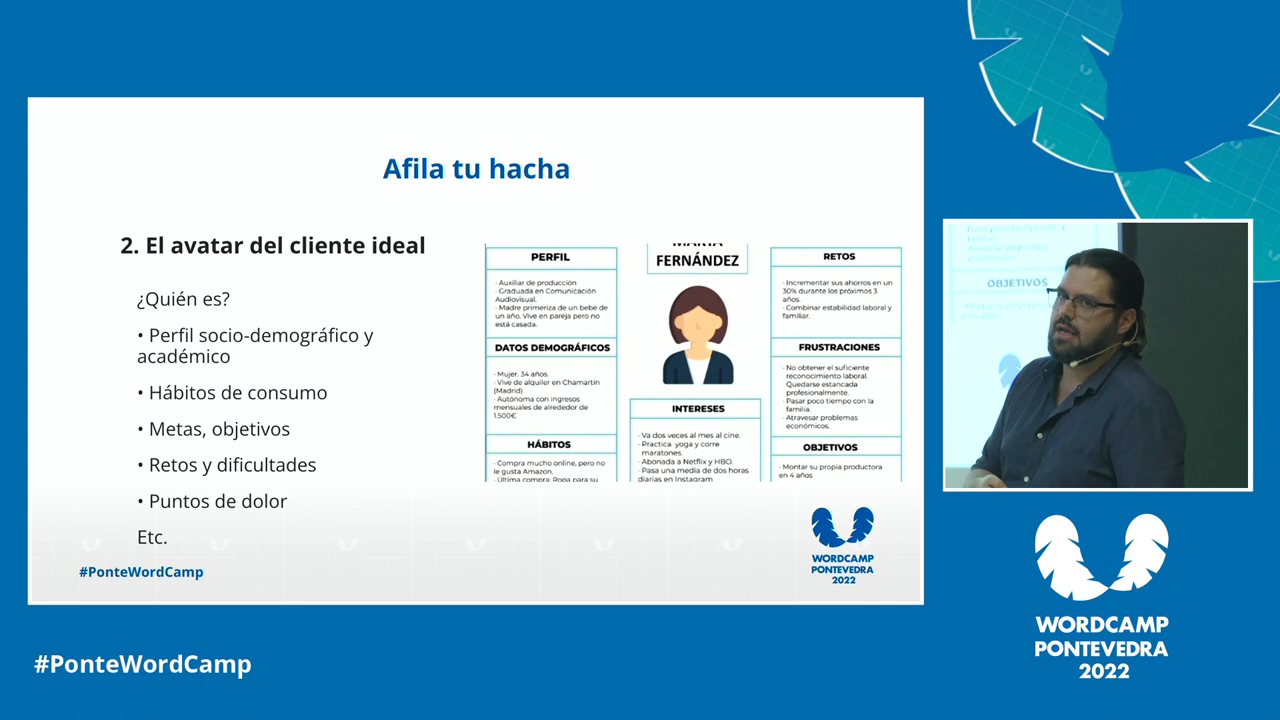 Afila tu hacha
2. El avatar del cliente ideal
¿Quién es?
• Perfil socio-demográfico y
académico
• Hábitos de consumo
• Metas, objetivos
• Retos y dificultades
• Puntos de dolor
Etc.
PERFIL
· Auxiliar de producción
· Graduada en Comunicación
Audiovisual.
· Madre primeriza de un bebé de
un año. Vive en pareja pero no
está casada.
DATOS DEMOGRÁFICOS
· Mujer. 34 años.
· Vive de alquiler en Chamartín
(Madrid)
· Autónoma con ingresos
mensuales de alrededor de
1.500€
HÁBITOS
· Compra mucho online, pero no
le gusta Amazon.
· Última compra: Ropa para su
MARÍA
FERNÁNDEZ
INTERESES
· Va dos veces al mes al cine.
· Practica yoga y corre
maratones.
· Abonada a Netflix y HBO.
· Pasa una media de dos horas
diarias en Instagram
RETOS
· Incrementar sus ahorros en un
30% durante los próximos 3
años.
· Combinar estabilidad laboral y
familiar.
FRUSTRACIONES
· No obtener el suficiente
reconocimiento laboral.
Quedarse estancada
profesionalmente.
· Pasar poco tiempo con la
familia.
· Atravesar problemas
económicos.
OBJETIVOS
· Montar su propia productora
en 4 años
#PonteWordCamp
WORDCAMP
PONTEVEDRA
2022
OBJETIVOS
#PonteWordCamp
WORDCAMP
PONTEVEDRA
2022